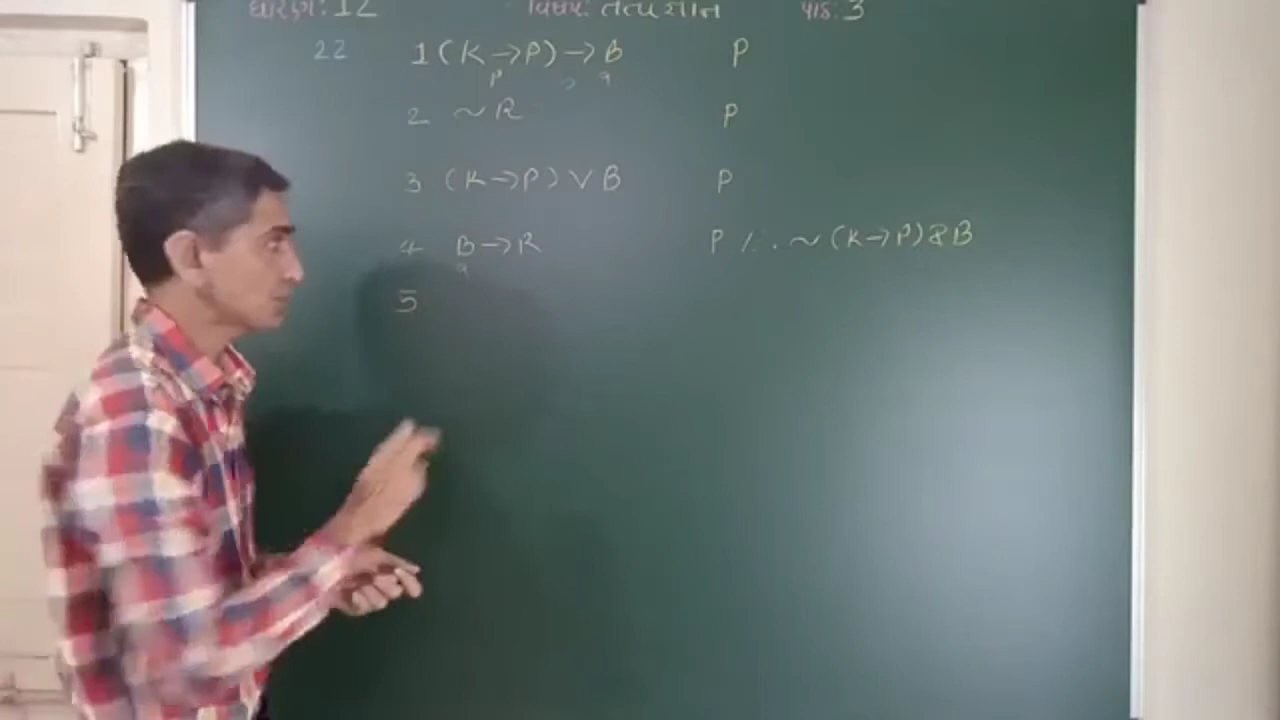 ધોરણ: 12 વિષય: તત્વજ્ઞાન પાઠ: 3
22 1 (K→P)→B P
P ⊃ q
2 ~R P
3 (K→P)∨B P
4 B→R P /∴ ~(K→P)&B
q
5